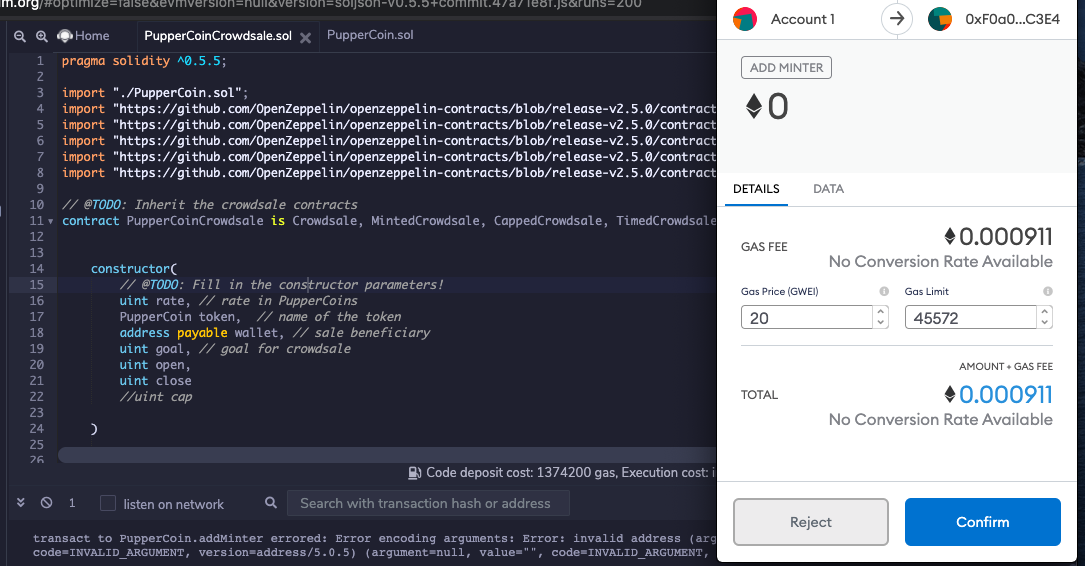 m.org/#optimize=false&evmVersion=null&version=soljson-v0.5.5+commit.47a71e8f.js&runs=200
Home
PupperCoinCrowdsale.sol
PupperCoin.sol
1 pragma solidity ^0.5.5;
2
3 import "./PupperCoin.sol";
4 import "https://github.com/OpenZeppelin/openzeppelin-contracts/blob/release-v2.5.0/contract
5 import "https://github.com/OpenZeppelin/openzeppelin-contracts/blob/release-v2.5.0/contract
6 import "https://github.com/OpenZeppelin/openzeppelin-contracts/blob/release-v2.5.0/contract
7 import "https://github.com/OpenZeppelin/openzeppelin-contracts/blob/release-v2.5.0/contract
8 import "https://github.com/OpenZeppelin/openzeppelin-contracts/blob/release-v2.5.0/contract
9
10 // @TODO: Inherit the crowdsale contracts
11 contract PupperCoinCrowdsale is Crowdsale, MintedCrowdsale, CappedCrowdsale, TimedCrowdsale
12
13
14 constructor(
15 // @TODO: Fill in the constructor parameters!
16 uint rate, // rate in PupperCoins
17 PupperCoin token, // name of the token
18 address payable wallet, // sale beneficiary
19 uint goal, // goal for crowdsale
20 uint open,
21 uint close
22 //uint cap
23
24 )
25
26
Code deposit cost: 1374200 gas, Execution cost: i
1
listen on network
Search with transaction hash or address
transact to PupperCoin.addMinter errored: Error encoding arguments: Error: invalid address (arg
code=INVALID_ARGUMENT, version=address/5.0.5) (argument=null, value="", code=INVALID_ARGUMENT,
Account 1
0xF0a0...C3E4
ADD MINTER
0
DETAILS
DATA
GAS FEE
0.000911
No Conversion Rate Available
Gas Price (GWEI)
Gas Limit
20
45572
AMOUNT + GAS FEE
TOTAL
0.000911
No Conversion Rate Available
Reject
Confirm